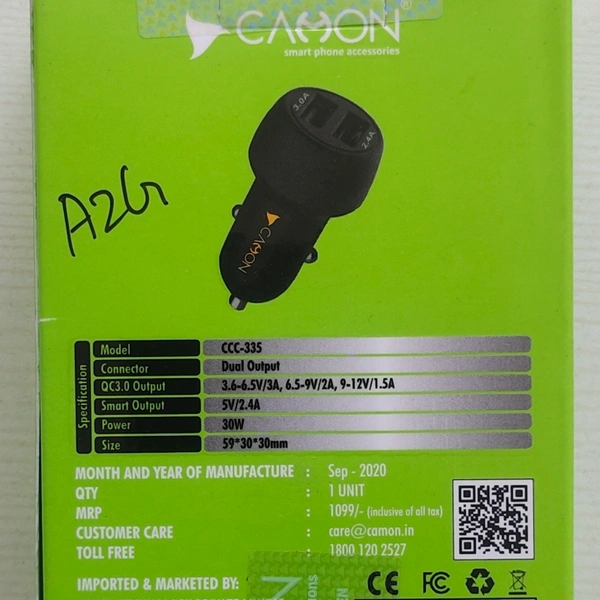 CAMON®
smart phone accessories
3.0A
2.4A
CAMON
A2G
Specification
Model CCC-335
Connector Dual Output
QC3.0 Output 3.6-6.5V/3A, 6.5-9V/2A, 9-12V/1.5A
Smart Output 5V/2.4A
Power 30W
Size 59*30*30mm
MONTH AND YEAR OF MANUFACTURE : Sep - 2020
QTY : 1 UNIT
MRP : 1099/- (inclusive of all tax)
CUSTOMER CARE : care@camon.in
TOLL FREE : 1800 120 2527
IMPORTED & MARKETED BY:
CE FC